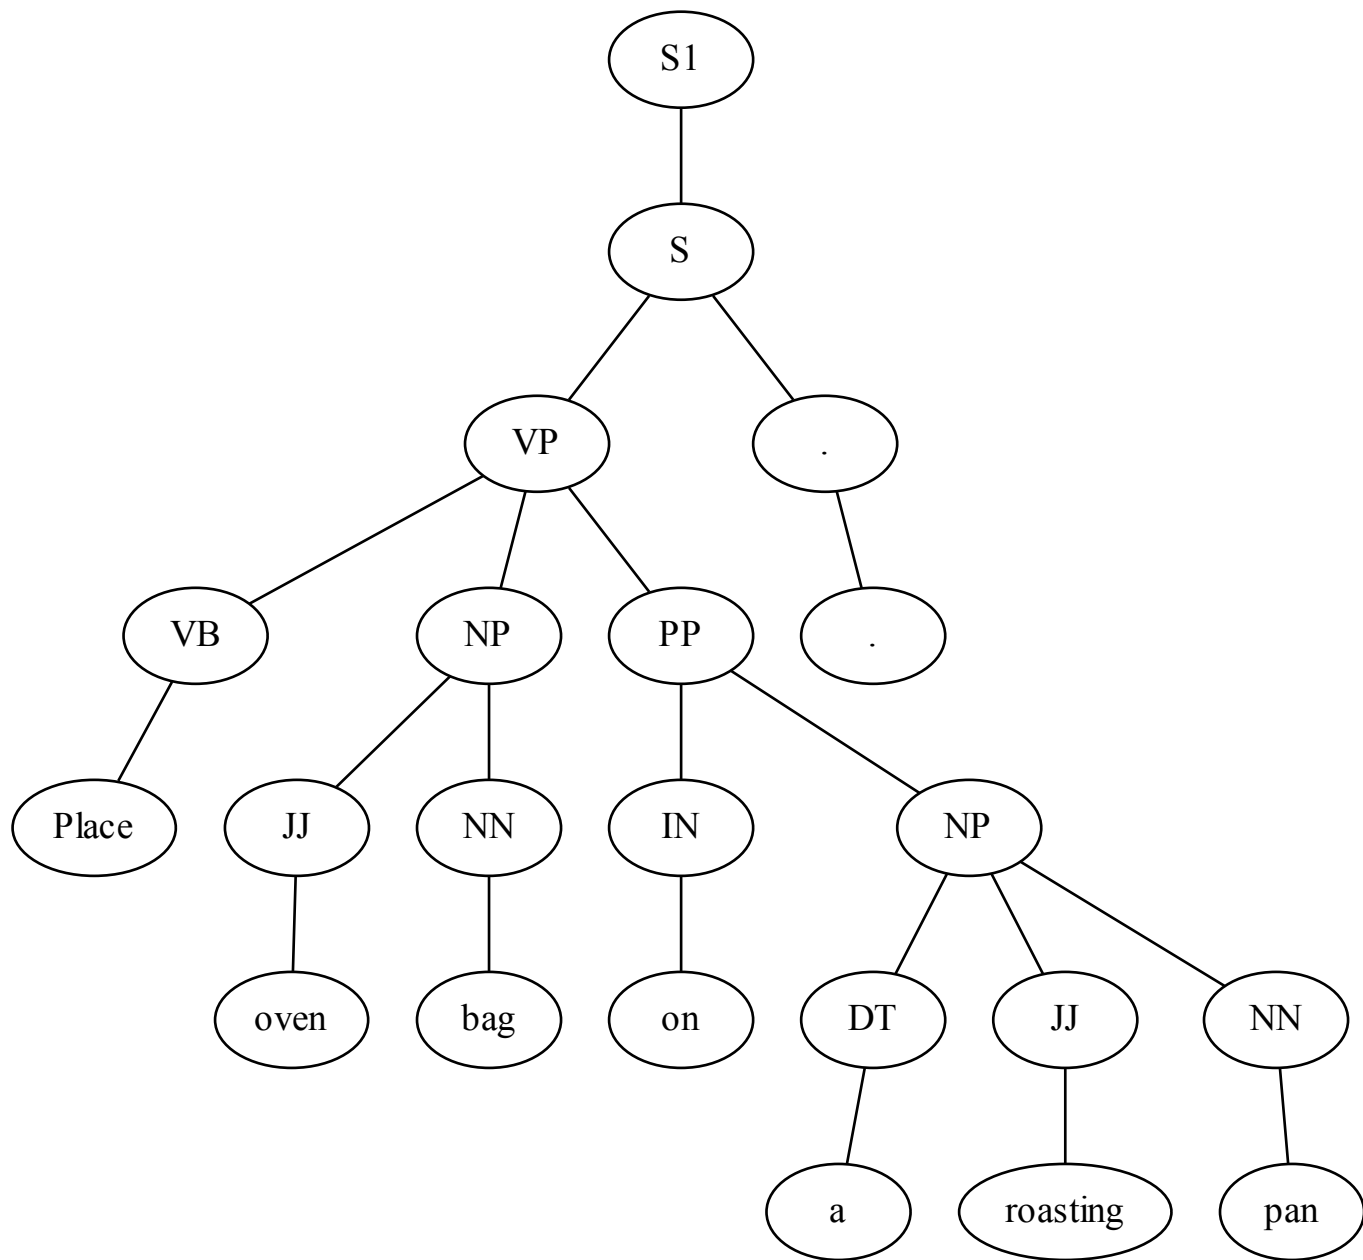 S1
S
VP .
VB NP PP .
Place JJ NN IN NP
oven bag on DT JJ NN
a roasting pan